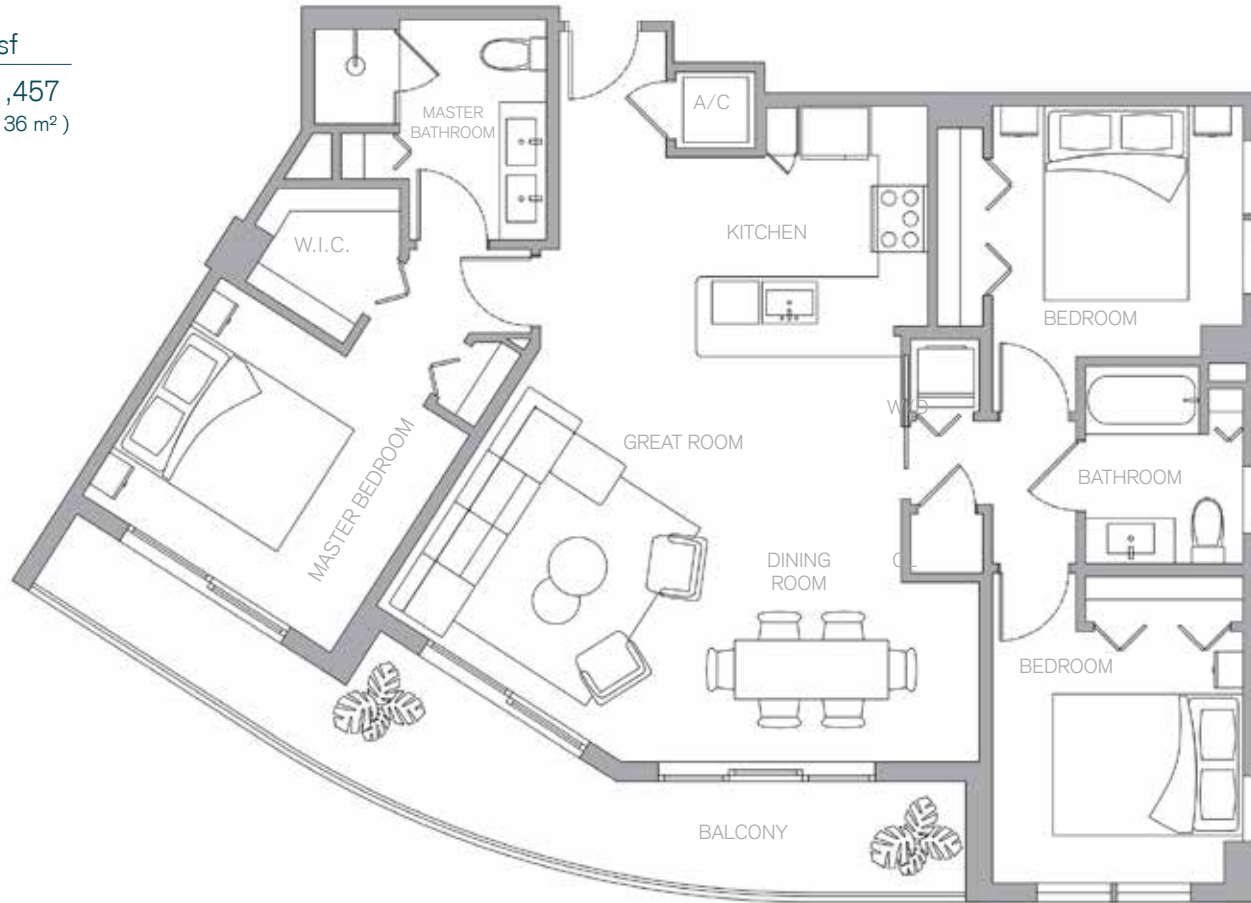 sf
,457
36 m² )
A/C
MASTER
BATHROOM
KITCHEN
W.I.C.
BEDROOM
W/D
GREAT ROOM
MASTER BEDROOM
BATHROOM
DINING
ROOM
BEDROOM
BALCONY